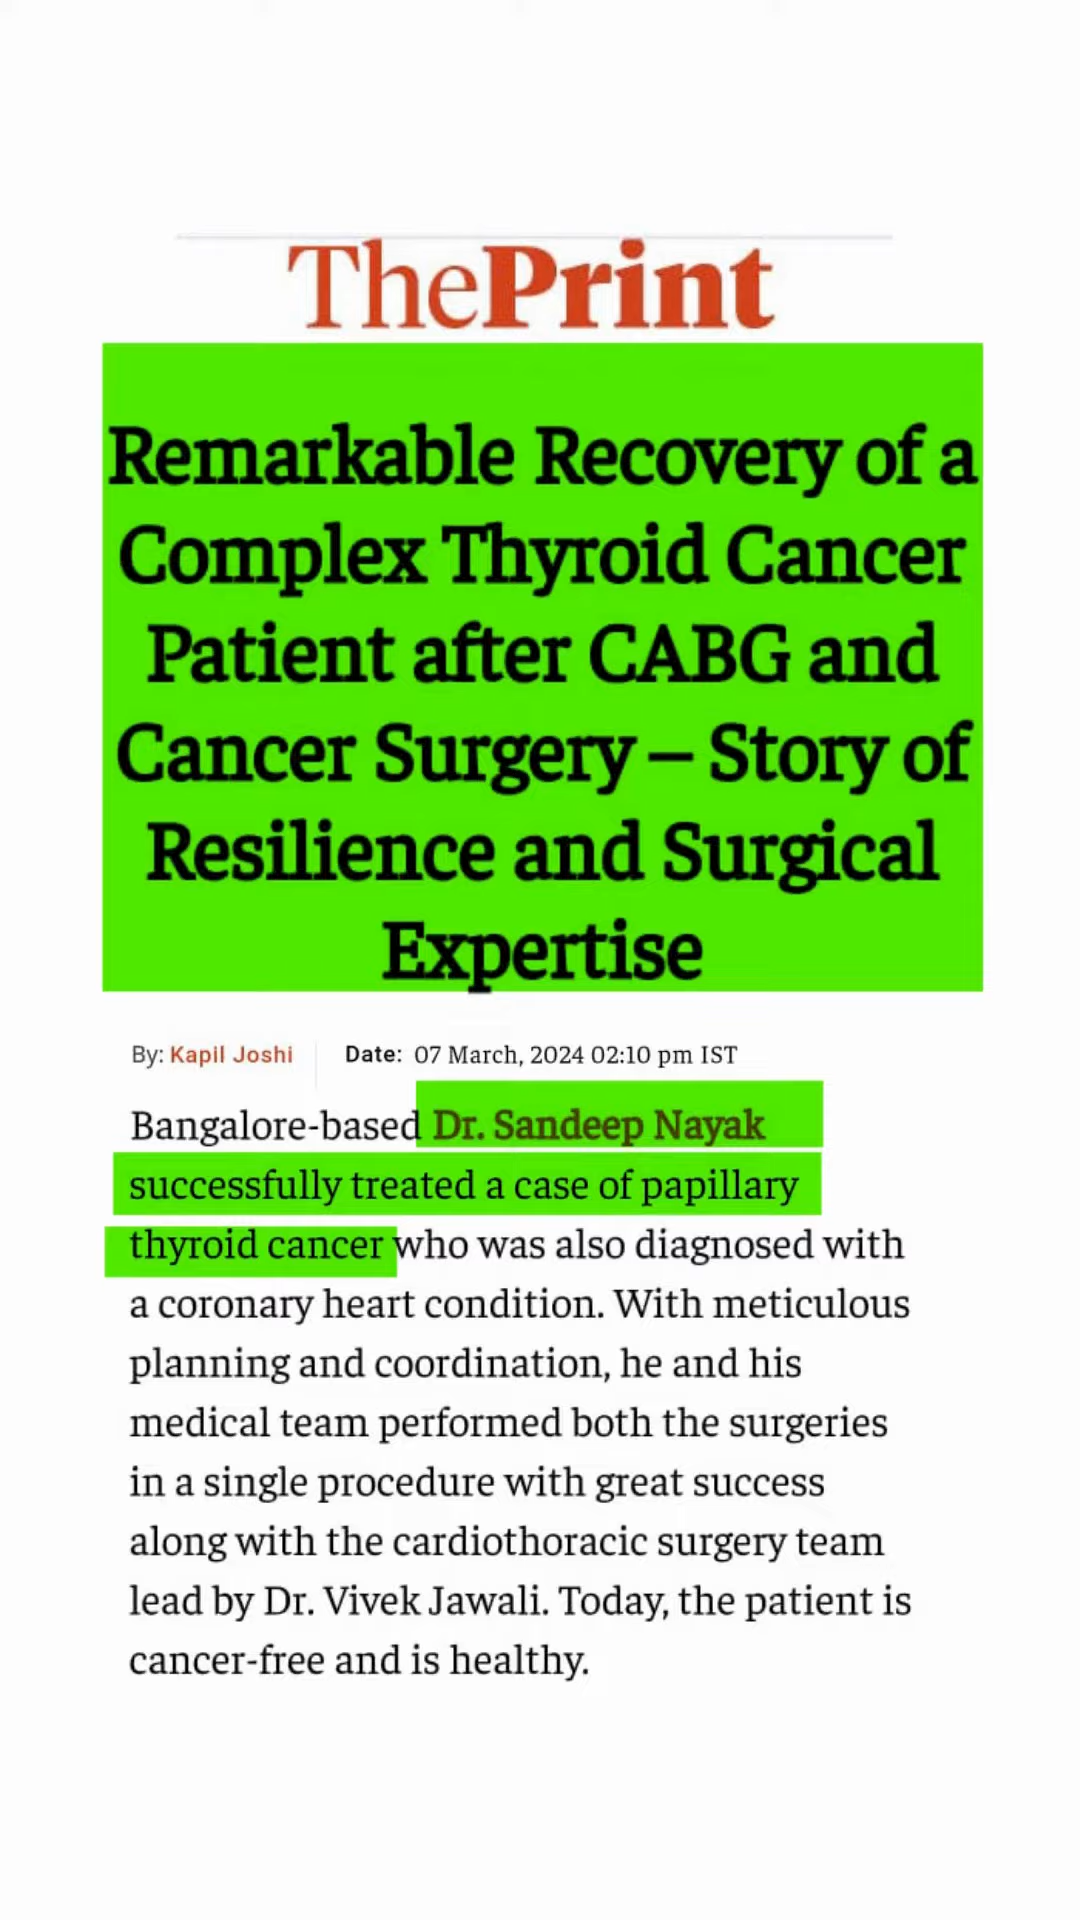 ThePrint
Remarkable Recovery of a
Complex Thyroid Cancer
Patient after CABG and
Cancer Surgery – Story of
Resilience and Surgical
Expertise
By: Kapil Joshi Date: 07 March, 2024 02:10 pm IST
Bangalore-based Dr. Sandeep Nayak
successfully treated a case of papillary
thyroid cancer who was also diagnosed with
a coronary heart condition. With meticulous
planning and coordination, he and his
medical team performed both the surgeries
in a single procedure with great success
along with the cardiothoracic surgery team
lead by Dr. Vivek Jawali. Today, the patient is
cancer-free and is healthy.